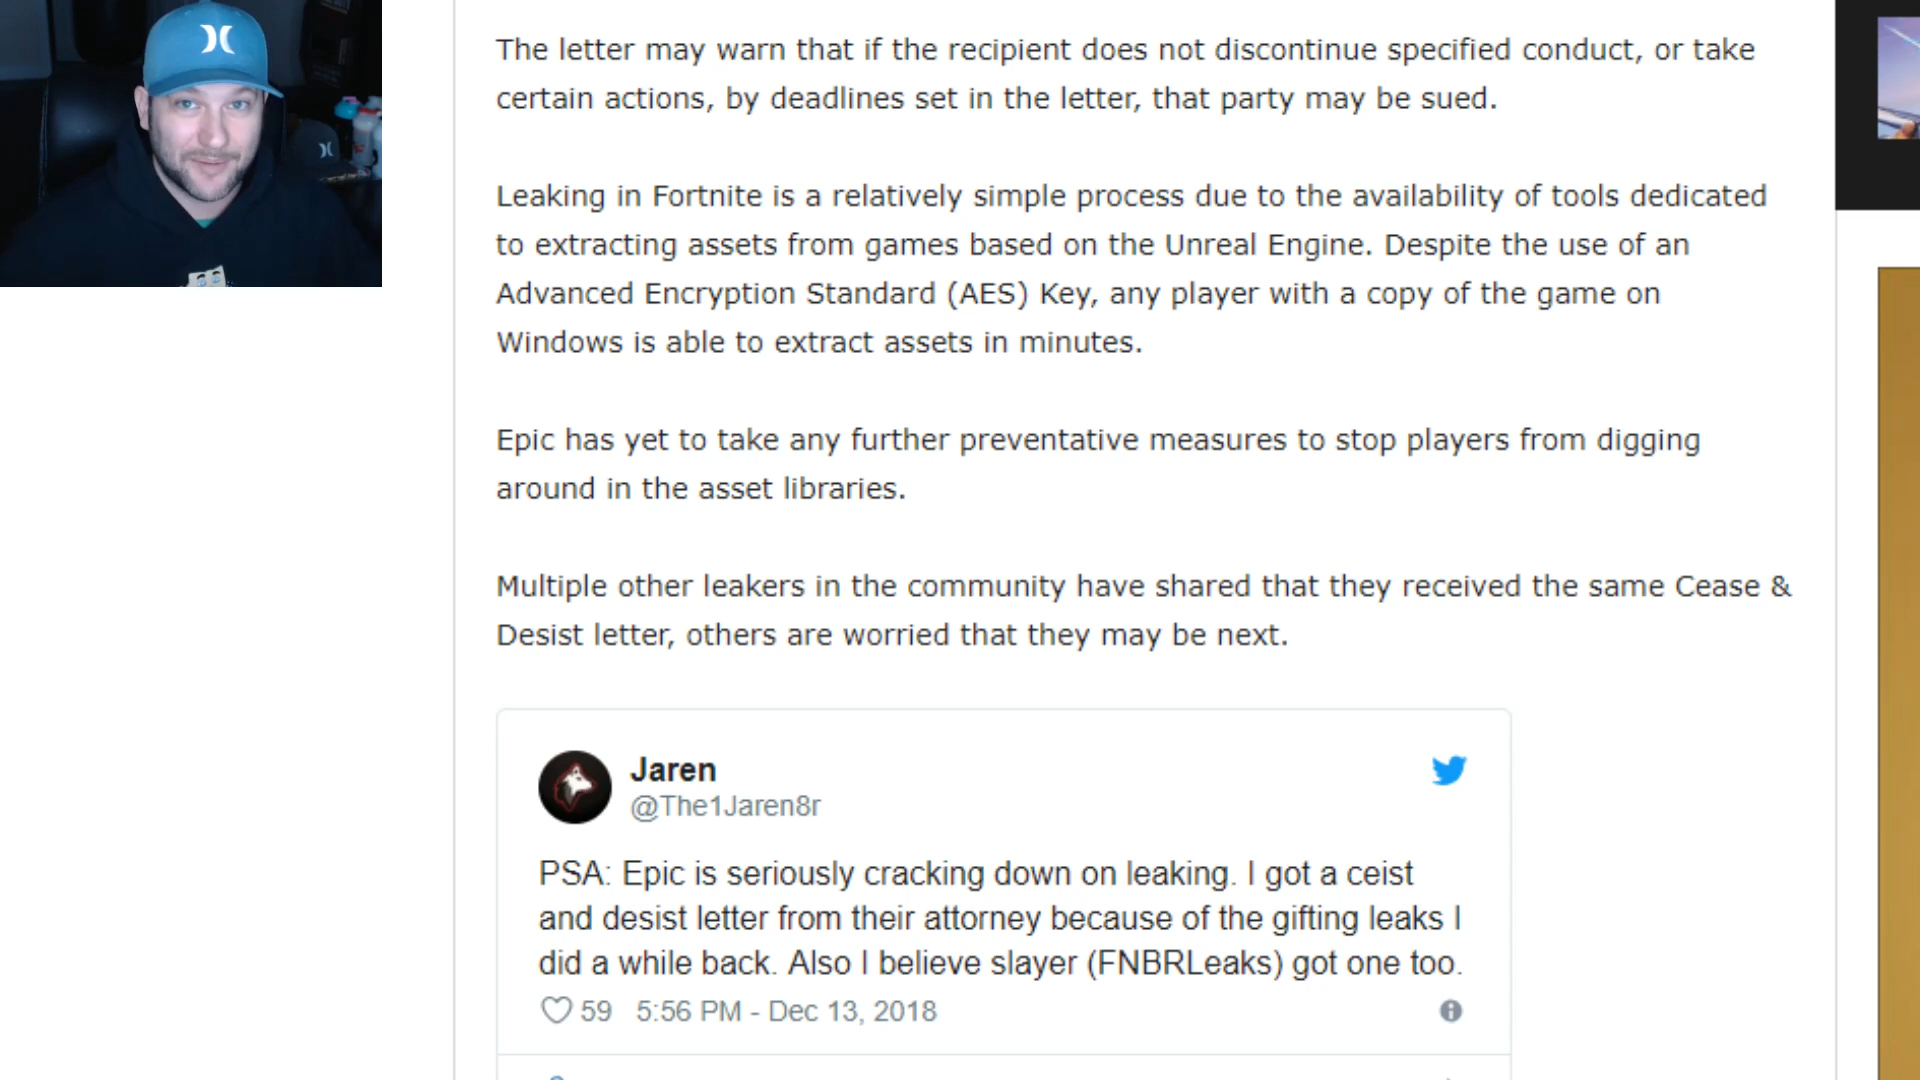 The letter may warn that if the recipient does not discontinue specified conduct, or take
certain actions, by deadlines set in the letter, that party may be sued.
Leaking in Fortnite is a relatively simple process due to the availability of tools dedicated
to extracting assets from games based on the Unreal Engine. Despite the use of an
Advanced Encryption Standard (AES) Key, any player with a copy of the game on
Windows is able to extract assets in minutes.
Epic has yet to take any further preventative measures to stop players from digging
around in the asset libraries.
Multiple other leakers in the community have shared that they received the same Cease &
Desist letter, others are worried that they may be next.
Jaren
@The1Jaren8r
PSA: Epic is seriously cracking down on leaking. I got a ceist
and desist letter from their attorney because of the gifting leaks I
did a while back. Also I believe slayer (FNBRLeaks) got one too.
59 5:56 PM - Dec 13, 2018